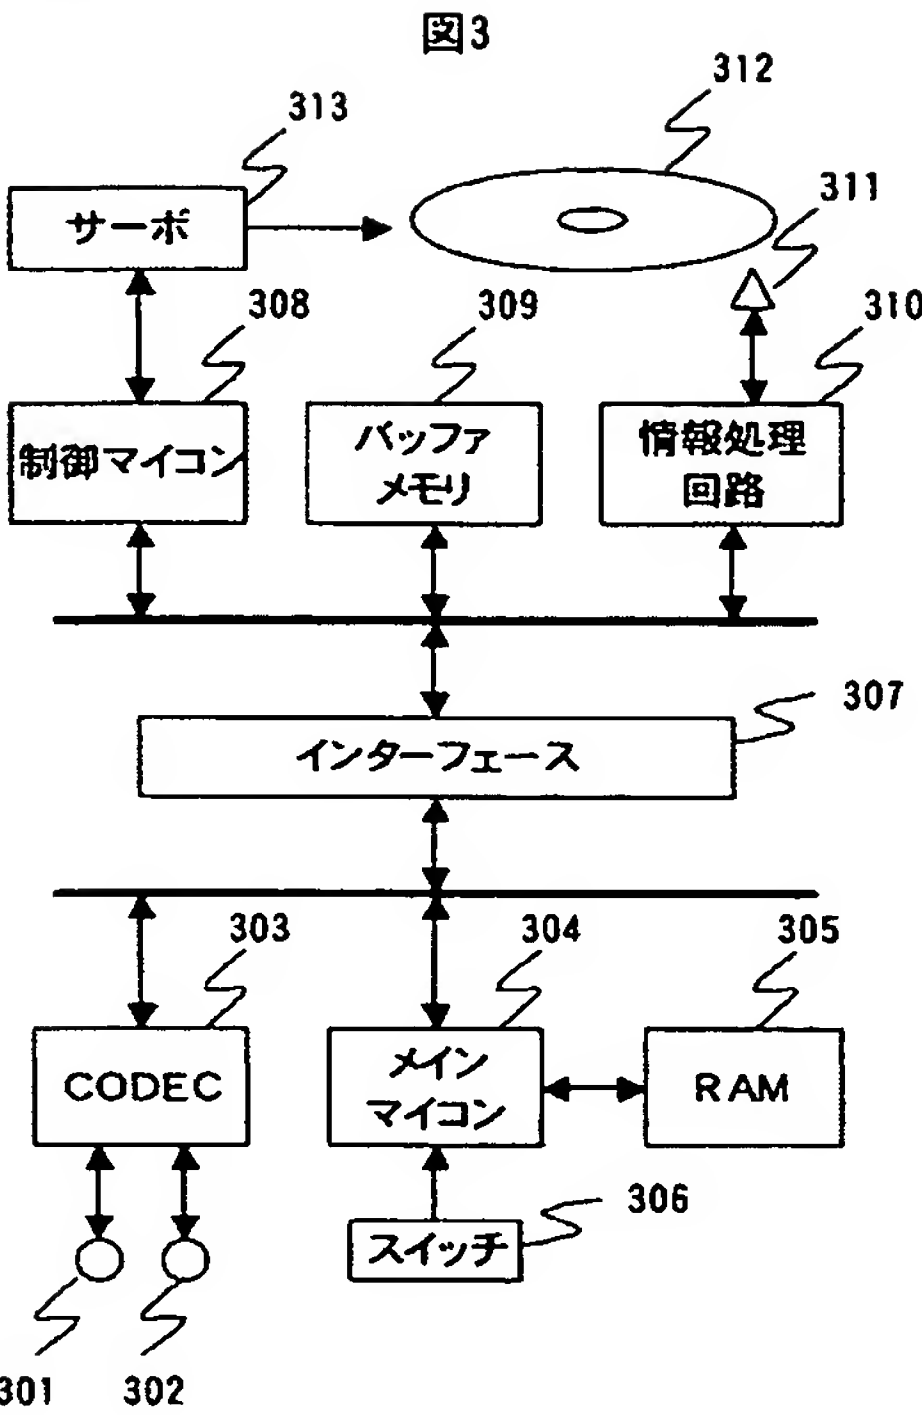 図3
312
313
311
サーボ
308
309
310
制御マイコン
バッファ
メモリ
情報処理
回路
307
インターフェース
303
304
305
CODEC
メイン
マイコン
RAM
306
スイッチ
301
302